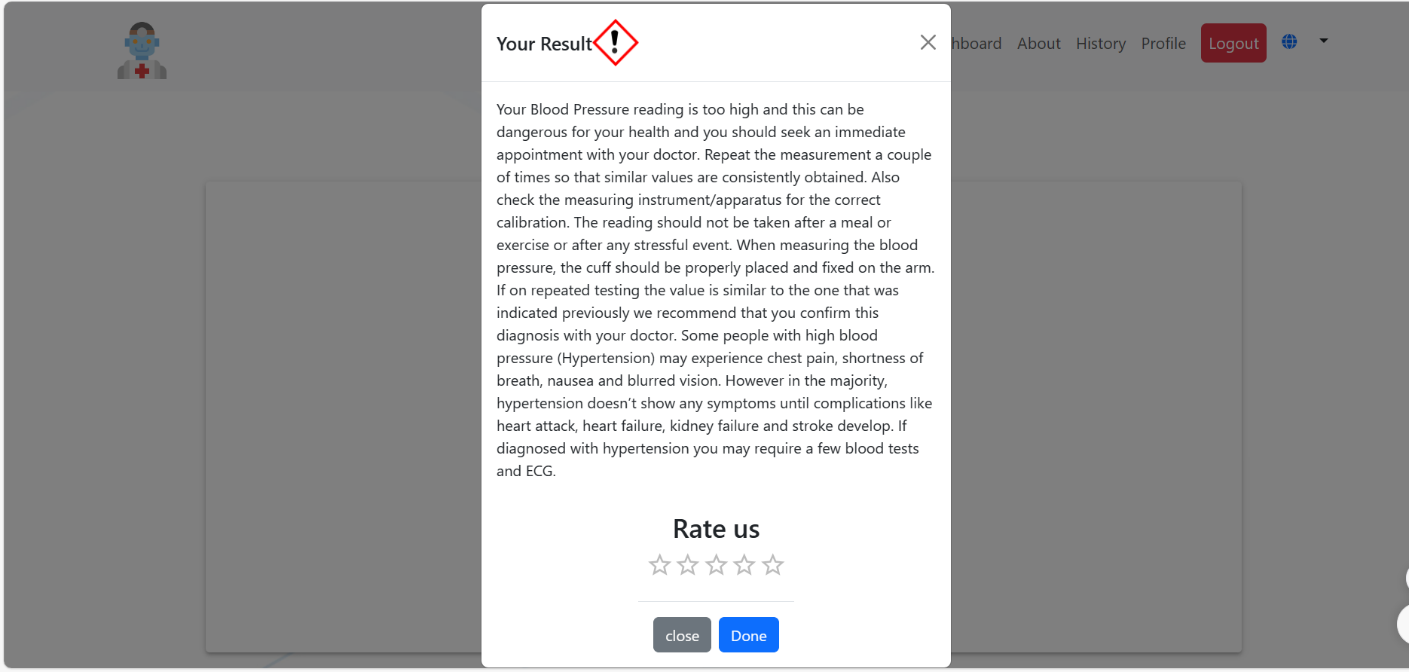 Your Result
hboard About History Profile Logout
Your Blood Pressure reading is too high and this can be
dangerous for your health and you should seek an immediate
appointment with your doctor. Repeat the measurement a couple
of times so that similar values are consistently obtained. Also
check the measuring instrument/apparatus for the correct
calibration. The reading should not be taken after a meal or
exercise or after any stressful event. When measuring the blood
pressure, the cuff should be properly placed and fixed on the arm.
If on repeated testing the value is similar to the one that was
indicated previously we recommend that you confirm this
diagnosis with your doctor. Some people with high blood
pressure (Hypertension) may experience chest pain, shortness of
breath, nausea and blurred vision. However in the majority,
hypertension doesn't show any symptoms until complications like
heart attack, heart failure, kidney failure and stroke develop. If
diagnosed with hypertension you may require a few blood tests
and ECG.
Rate us
close Done